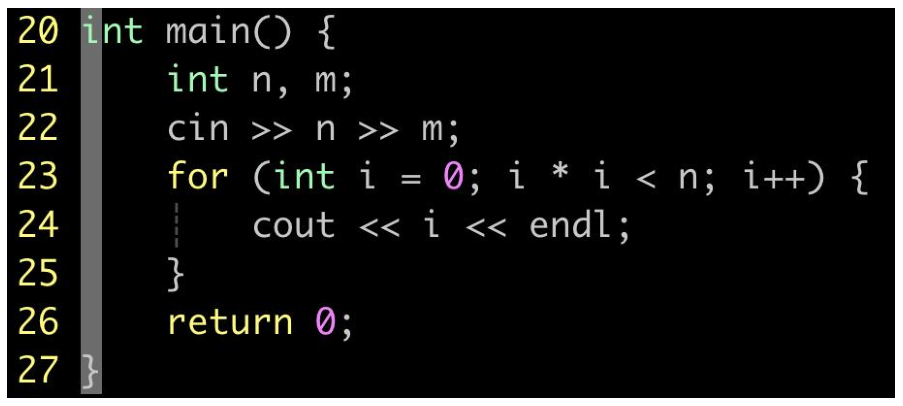 20 int main() {
21     int n, m;
22     cin >> n >> m;
23     for (int i = 0; i * i < n; i++) {
24         cout << i << endl;
25     }
26     return 0;
27 }